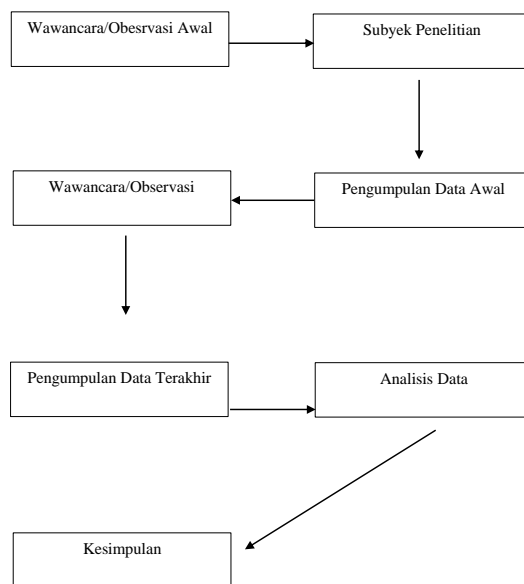 Wawancara/Obesrvasi Awal
Subyek Penelitian
Wawancara/Observasi
Pengumpulan Data Awal
Pengumpulan Data Terakhir
Analisis Data
Kesimpulan